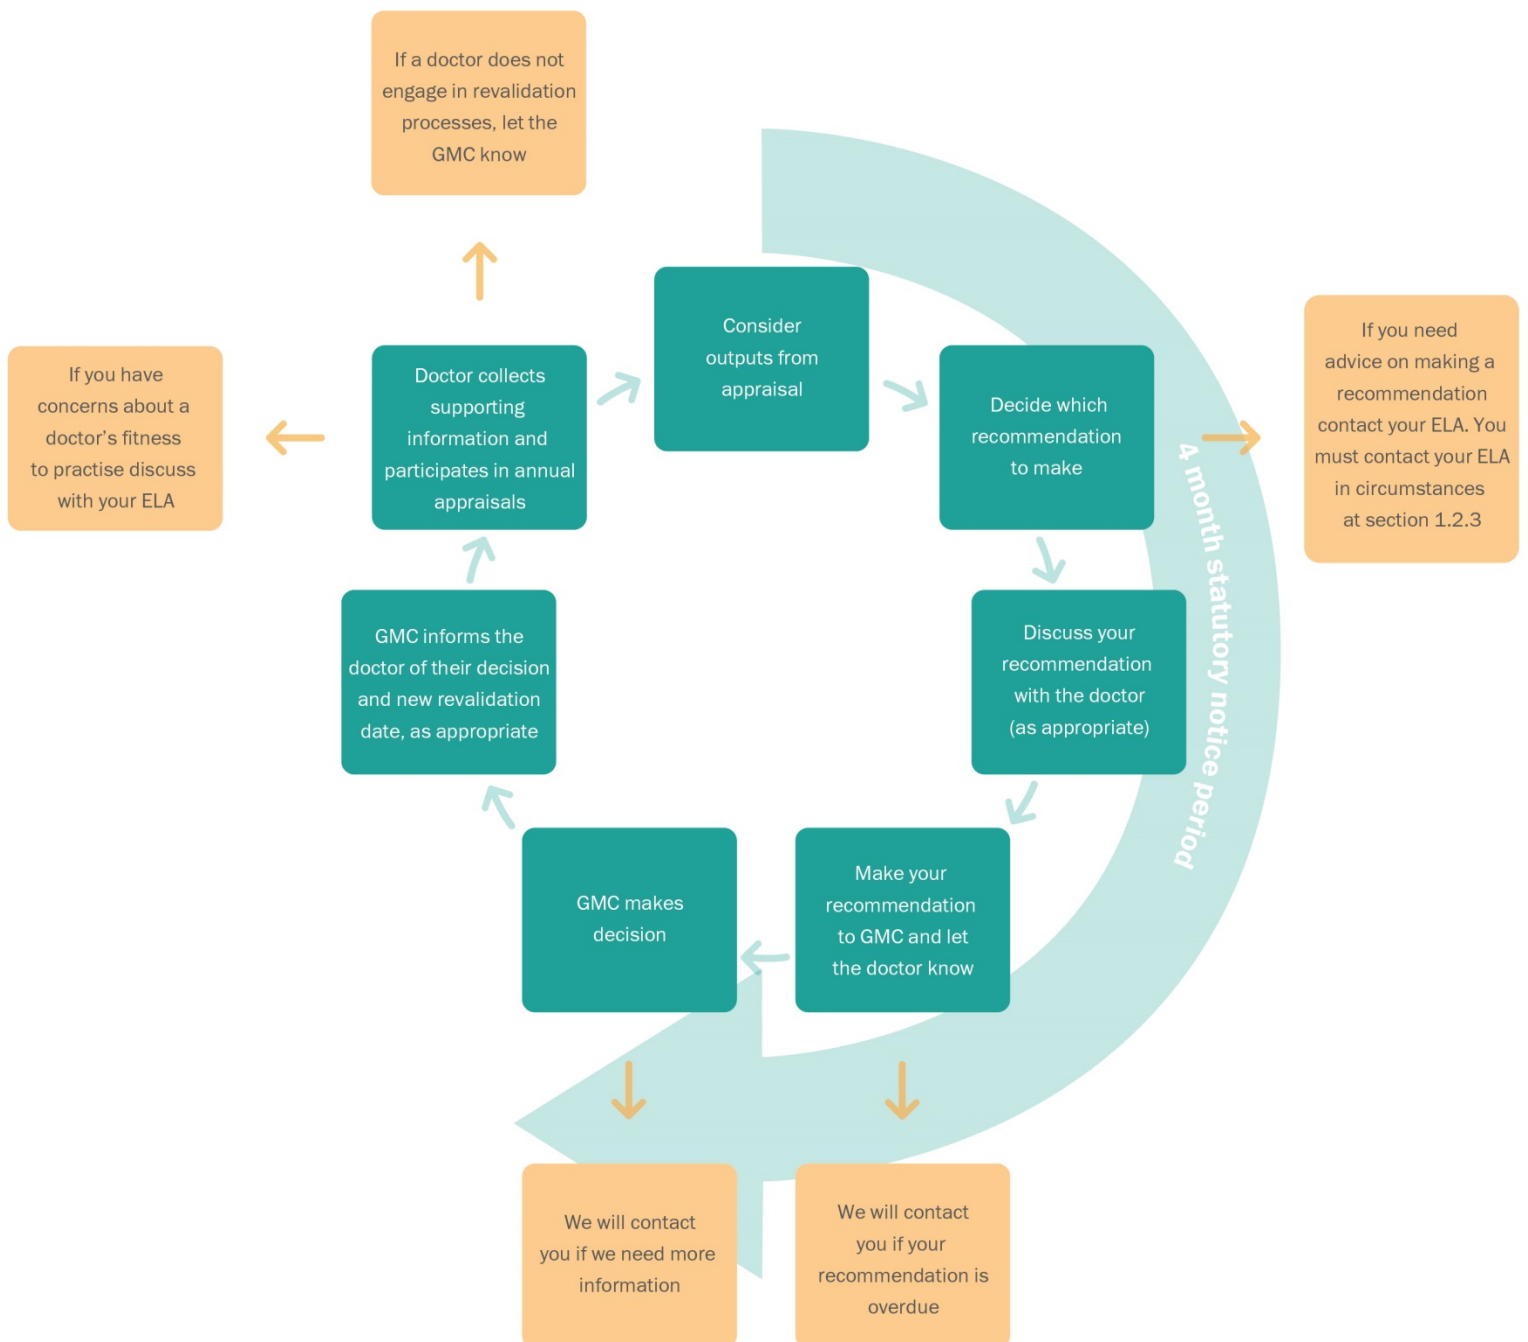 If a doctor does not
engage in revalidation
processes, let the
GMC know
Consider
outputs from
appraisal
If you need
advice on making a
recommendation
contact your ELA. You
must contact your ELA
in circumstances
at section 1.2.3
If you have
concerns about a
doctor’s fitness
to practise discuss
with your ELA
Doctor collects
supporting
information and
participates in annual
appraisals
Decide which
recommendation
to make
4 month statutory notice period
GMC informs the
doctor of their decision
and new revalidation
date, as appropriate
Discuss your
recommendation
with the doctor
(as appropriate)
GMC makes
decision
Make your
recommendation
to GMC and let
the doctor know
We will contact
you if we need more
information
We will contact
you if your
recommendation is
overdue